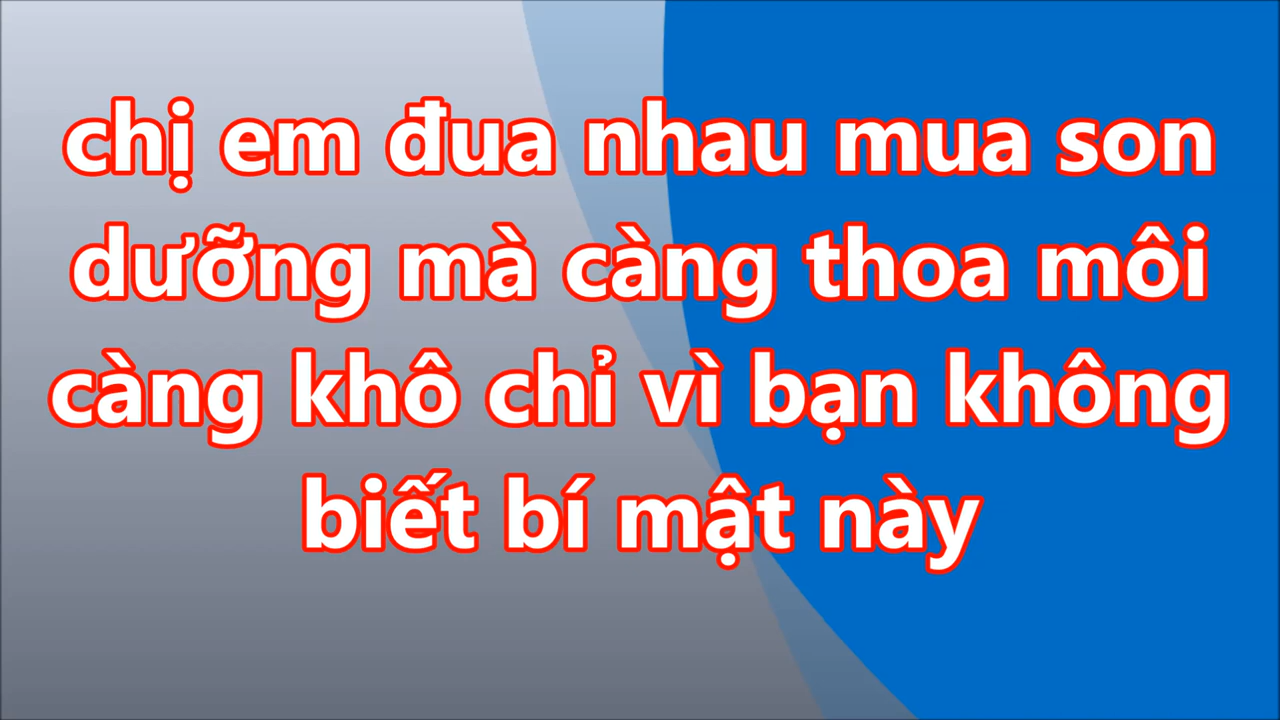 chị em đua nhau mua son
dưỡng mà càng thoa môi
càng khô chỉ vì bạn không
biết bí mật này